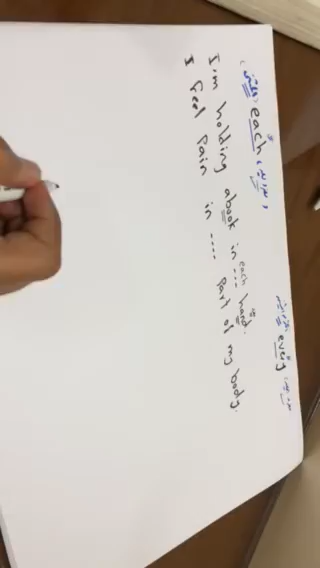 each every
I'm holding a book in each hand.
I feel pain in .... part of my body.